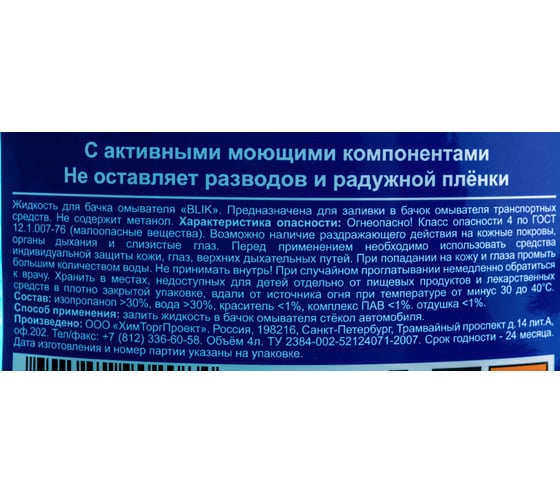 С активными моющими компонентами
Не оставляет разводов и радужной плёнки
Жидкость для бачка омывателя «BLIK». Предназначена для заливки в бачок омывателя транспортных
средств. Не содержит метанол. Характеристика опасности: Огнеопасно! Класс опасности 4 по ГОСТ
12.1.007-76 (малоопасные вещества). Возможно наличие раздражающего действия на кожные покровы,
органы дыхания и слизистые глаз. Перед применением необходимо использовать средства
индивидуальной защиты кожи, глаз, верхних дыхательных путей. При попадании на кожу и глаза промыть
большим количеством воды. Не принимать внутрь! При случайном проглатывании немедленно обратиться
к врачу. Хранить в местах, недоступных для детей отдельно от пищевых продуктов и лекарственных
средств в плотно закрытой упаковке, вдали от источника огня при температуре от минус 30 до 40°С.
Состав: изопропанол >30%, вода >30%, краситель <1%, комплекс ПАВ <1%. отдушка <1%.
Способ применения: залить жидкость в бачок омывателя стёкол автомобиля.
Произведено: ООО «ХимТоргПроект». Россия, 198216, Санкт-Петербург, Трамвайный проспект д.14 лит.А,
оф.202. Тел/факс: +7 (812) 336-60-58. Объём 4л. ТУ 2384-002-52124071-2007. Срок годности - 24 месяца.
Дата изготовления и номер партии указаны на упаковке.